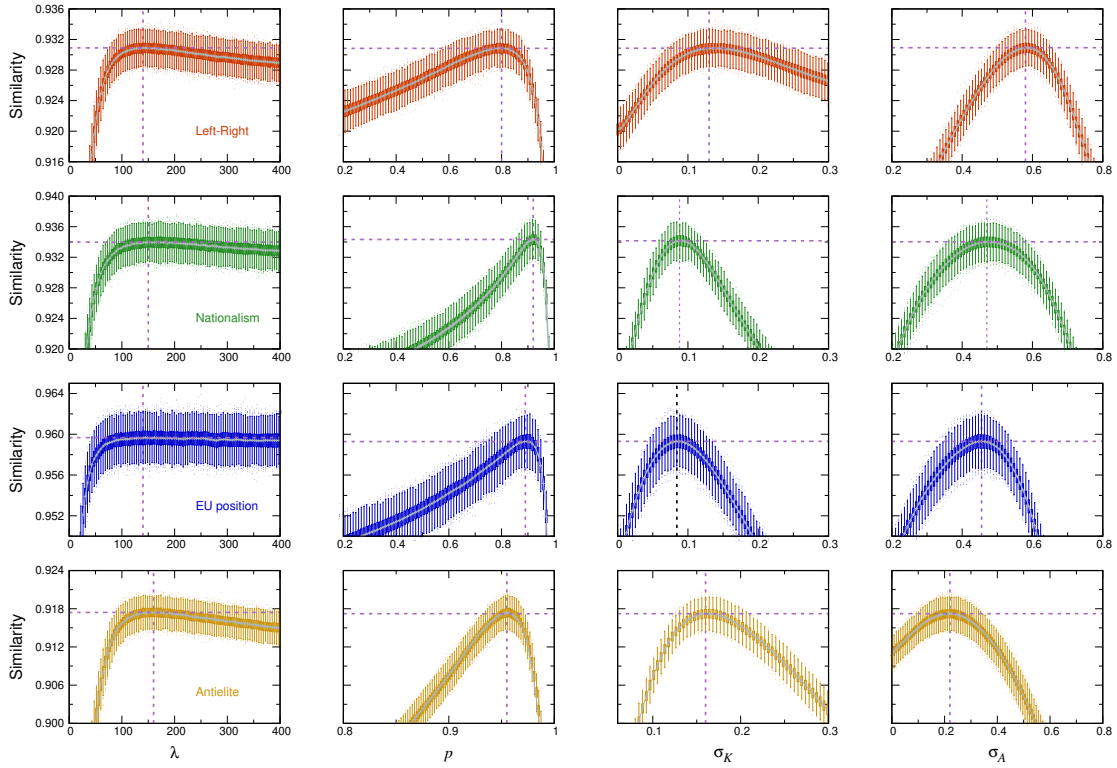 0.936
0.932
0.928
0.924
0.920
0.916
Similarity
Left-Right
0 100 200 300 400
0.2 0.4 0.6 0.8 1
0 0.1 0.2 0.3
0.2 0.4 0.6 0.8
0.940
0.936
0.932
0.928
0.924
0.920
Similarity
Nationalism
0 100 200 300 400
0.2 0.4 0.6 0.8 1
0 0.1 0.2 0.3
0.2 0.4 0.6 0.8
0.964
0.960
0.956
0.952
Similarity
EU position
0 100 200 300 400
0.2 0.4 0.6 0.8 1
0 0.1 0.2 0.3
0.2 0.4 0.6 0.8
0.924
0.918
0.912
0.906
0.900
Similarity
Antielite
0 100 200 300 400
0.8 0.9 1
0.1 0.2 0.3
0 0.2 0.4 0.6 0.8
λ p σK σA